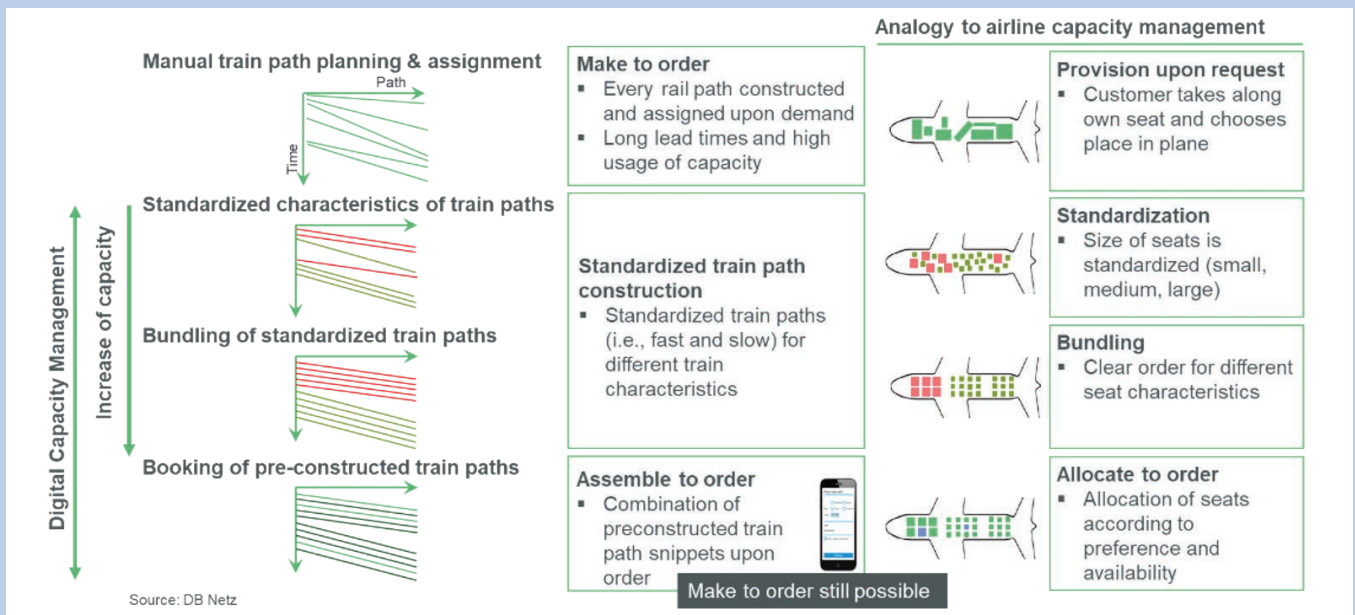 Analogy to airline capacity management
Manual train path planning & assignment
Path
Time
Make to order
▪ Every rail path constructed
and assigned upon demand
▪ Long lead times and high
usage of capacity
Provision upon request
▪ Customer takes along
own seat and chooses
place in plane
Digital Capacity Management
Increase of capacity
Standardized characteristics of train paths
Bundling of standardized train paths
Standardized train path
construction
▪ Standardized train paths
(i.e., fast and slow) for
different train
characteristics
Standardization
▪ Size of seats is
standardized (small,
medium, large)
Bundling
▪ Clear order for different
seat characteristics
Booking of pre-constructed train paths
Assemble to order
▪ Combination of
preconstructed train
path snippets upon
order
Make to order still possible
Allocate to order
▪ Allocation of seats
according to
preference and
availability
Source: DB Netz